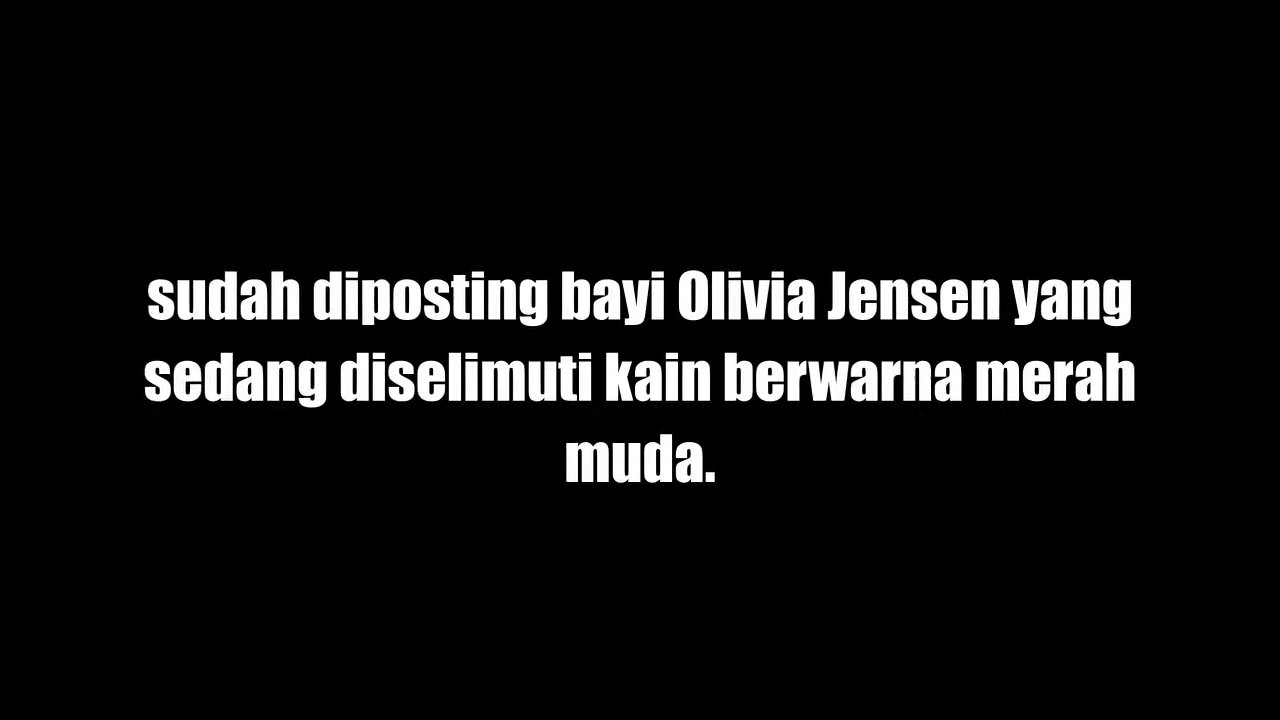 sudah diposting bayi Olivia Jensen yang
sedang diselimuti kain berwarna merah
muda.